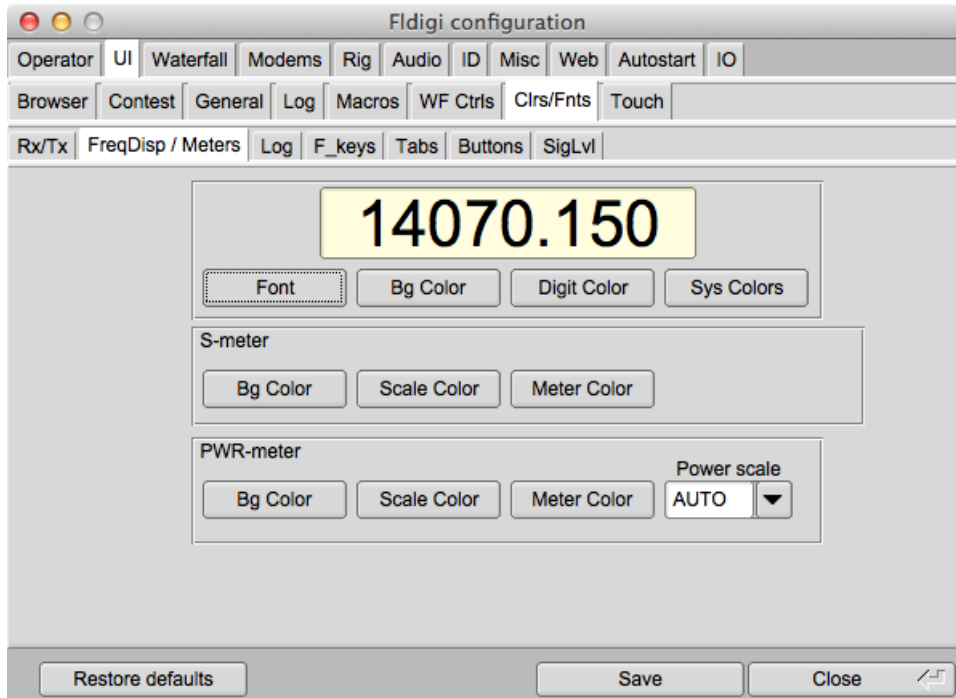 Fldigi configuration
Operator UI Waterfall Modems Rig Audio ID Misc Web Autostart IO
Browser Contest General Log Macros WF Ctrls Clrs/Fnts Touch
Rx/Tx FreqDisp / Meters Log F_keys Tabs Buttons SigLvl
14070.150
Font Bg Color Digit Color Sys Colors
S-meter
Bg Color Scale Color Meter Color
PWR-meter
Power scale
Bg Color Scale Color Meter Color AUTO
Restore defaults Save Close